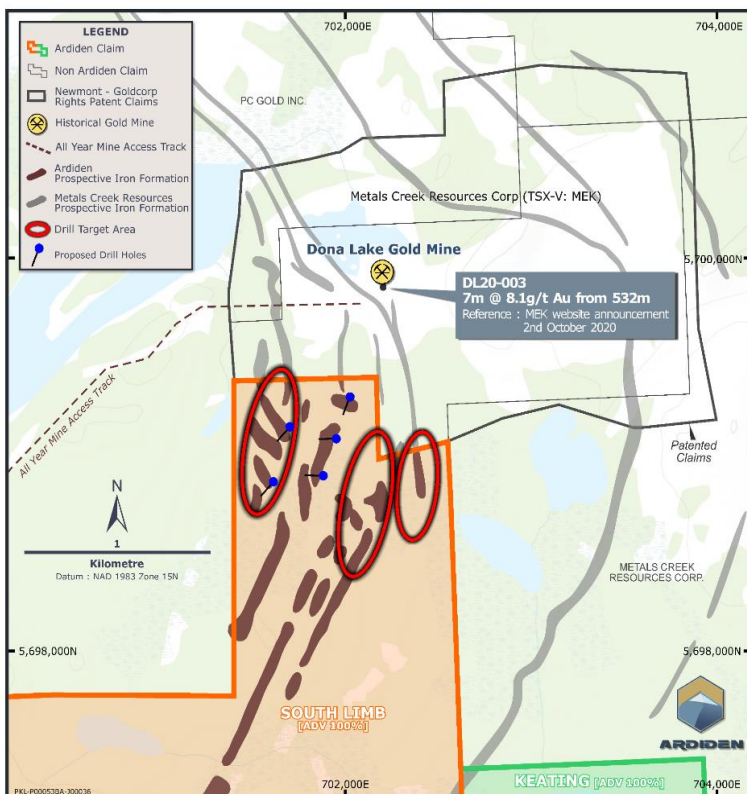 702,000E
704,000E
LEGEND
Ardiden Claim
Non Ardiden Claim
Newmont - Goldcorp
Rights Patent Claims
Historical Gold Mine
All Year Mine Access Track
Ardiden
Prospective Iron Formation
Metals Creek Resources
Prospective Iron Formation
Drill Target Area
Proposed Drill Holes
PC GOLD INC.
Metals Creek Resources Corp (TSX-V: MEK)
Dona Lake Gold Mine
5,700,000N
DL20-003
7m @ 8.1g/t Au from 532m
Reference : MEK website announcement
2nd October 2020
All Year Mine Access Track
Patented
Claims
N
1
Kilometre
Datum : NAD 1983 Zone 15N
METALS CREEK
RESOURCES CORP.
5,698,000N
5,698,000N
SOUTH LIMB
[ADV 100%]
ARDIDEN
KEATING [ADV 100%]
PKL-P00053BA-J00036
702,000E
704,000E